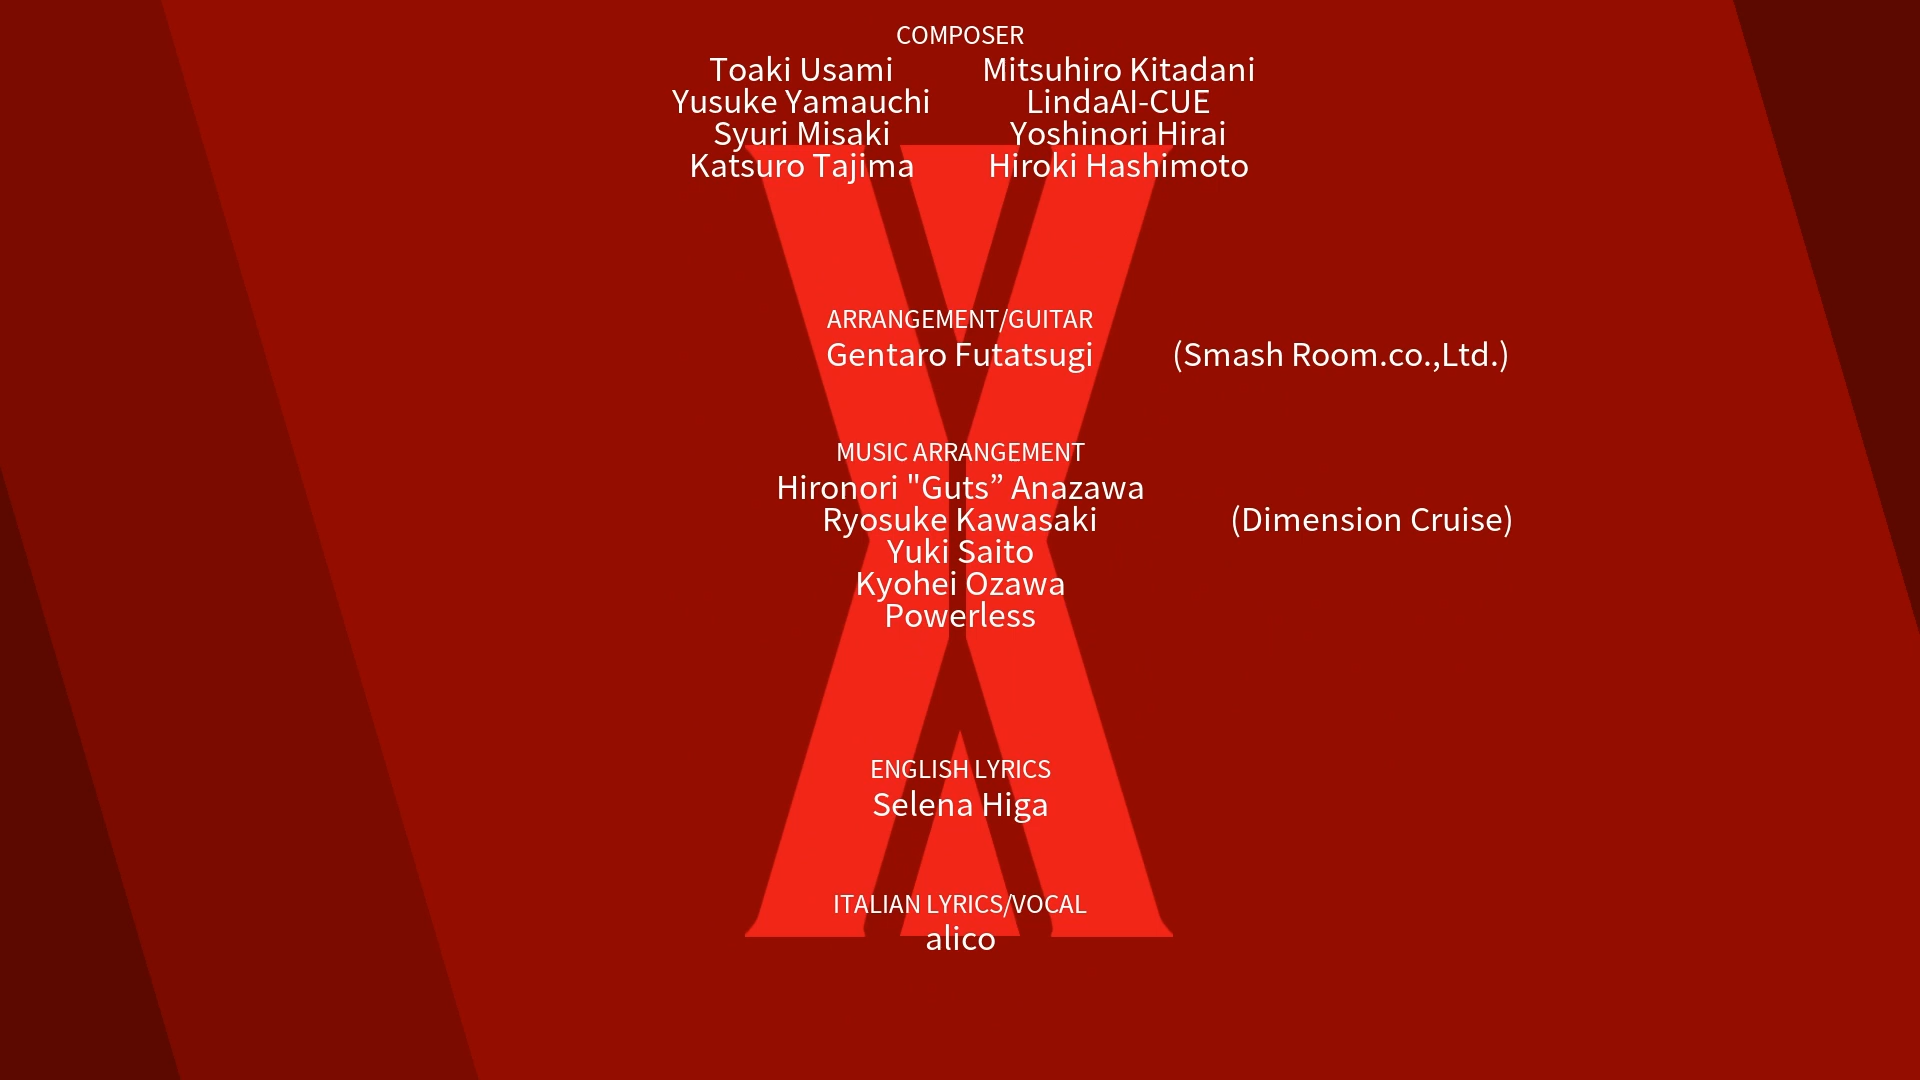 COMPOSER
Toaki Usami Mitsuhiro Kitadani
Yusuke Yamauchi LindaAI-CUE
Syuri Misaki Yoshinori Hirai
Katsuro Tajima Hiroki Hashimoto
ARRANGEMENT/GUITAR
Gentaro Futatsugi (Smash Room.co.,Ltd.)
MUSIC ARRANGEMENT
Hironori "Guts” Anazawa
Ryosuke Kawasaki (Dimension Cruise)
Yuki Saito
Kyohei Ozawa
Powerless
ENGLISH LYRICS
Selena Higa
ITALIAN LYRICS/VOCAL
alico